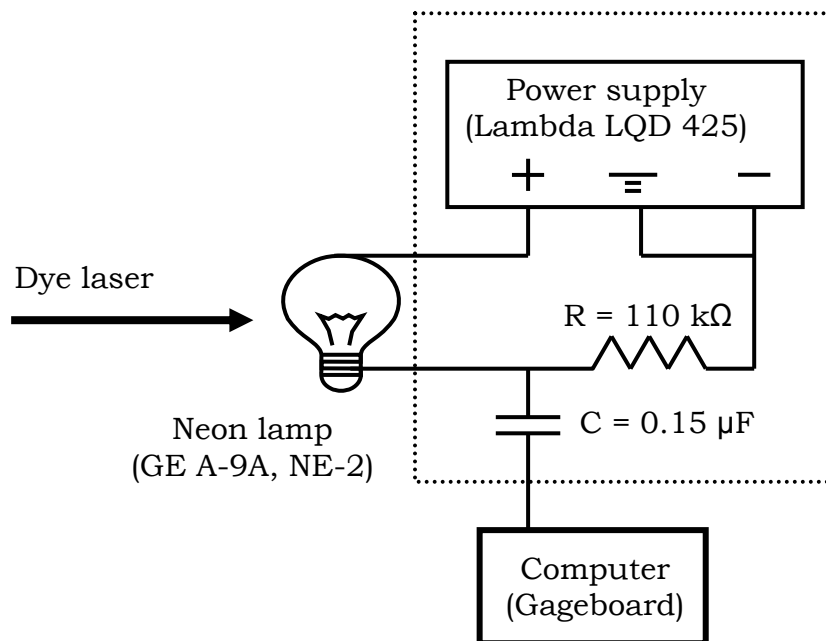 Power supply
(Lambda LQD 425)
+ −
Dye laser
R = 110 kΩ
Neon lamp
(GE A-9A, NE-2)
C = 0.15 µF
Computer
(Gageboard)